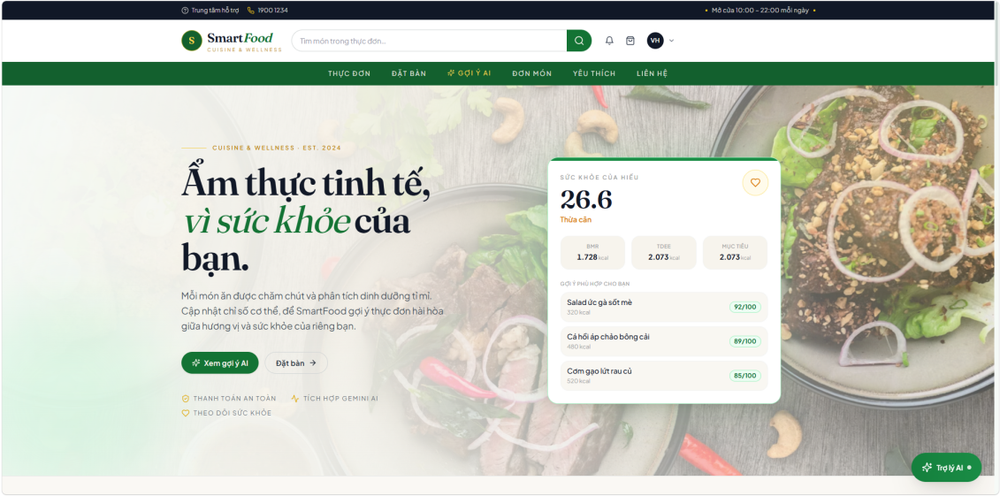 Trung tâm hỗ trợ
1900 1234
• Mở cửa 10:00 – 22:00 mỗi ngày •
S
SmartFood
CUISINE & WELLNESS
Tìm món trong thực đơn...
VH
THỰC ĐƠN
ĐẶT BÀN
GỢI Ý AI
ĐƠN MÓN
YÊU THÍCH
LIÊN HỆ
CUISINE & WELLNESS · EST. 2024
Ẩm thực tinh tế,
vì sức khỏe của
bạn.
Mỗi món ăn được chăm chút và phân tích dinh dưỡng tỉ mỉ.
Cập nhật chỉ số cơ thể, để SmartFood gợi ý thực đơn hài hòa
giữa hương vị và sức khỏe của riêng bạn.
Xem gợi ý AI
Đặt bàn
THANH TOÁN AN TOÀN
TÍCH HỢP GEMINI AI
THEO DÕI SỨC KHỎE
SỨC KHỎE CỦA HIẾU
26.6
Thừa cân
BMR
1.728 kcal
TDEE
2.073 kcal
MỤC TIÊU
2.073 kcal
GỢI Ý PHÙ HỢP CHO BẠN
Salad ức gà sốt mè
320 kcal
92/100
Cá hồi áp chảo bông cải
480 kcal
89/100
Cơm gạo lứt rau củ
520 kcal
85/100
Trợ lý AI